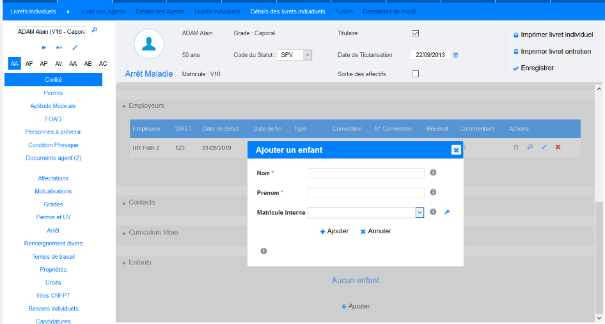 Livrets individuels
Liste des Agents
Détails des Agents
Livrets individuels
Détails des livrets individuels
Fusion
Demandes de modif
ADAM Alain (V16 - Capora
AA AF AP AV AA AB AC
Civilité
Permis
Aptitude Médicale
FOAD
Personnes à prévenir
Condition Physique
Documents agent (2)
Affectations
Mutualisations
Grades
Permis et UV
Arrêt
Renseignement divers
Temps de travail
Propriétés
Droits
Infos CNFPT
Besoins individuels
Candidatures
Arrêt Maladie
ADAM Alain
Grade : Caporal
Titulaire
50 ans
Code du Statut : SPV
Date de Titularisation 22/09/2013
Matricule : V16
Sortie des effectifs
Imprimer livret individuel
Imprimer livret entretien
Enregistrer
Employeurs
Employeur SIRET Date de début Date de fin Type Convention N° Convention Mécénat Commentaire Actions
HR Path 2 123 01/05/2019
Ajouter un enfant
Nom *
Prénom *
Matricule Interne
Ajouter Annuler
Contacts
Curriculum Vitae
Enfants
Aucun enfant
Ajouter